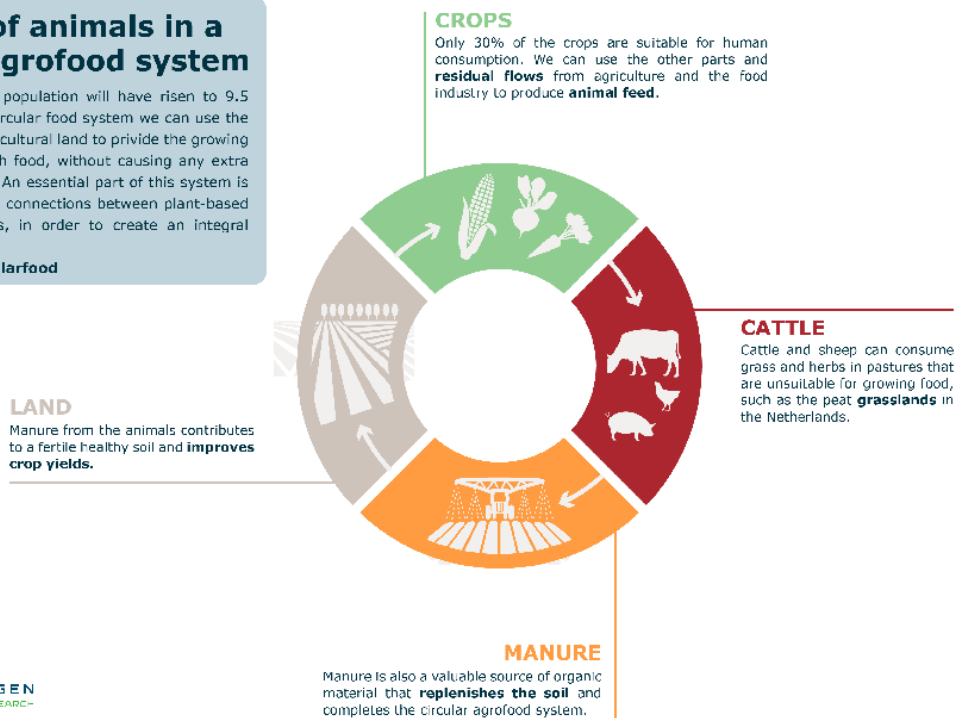 of animals in a
grofood system
population will have risen to 9.5
rcular food system we can use the
cultural land to privide the growing
h food, without causing any extra
An essential part of this system is
connections between plant-based
s, in order to create an integral
larfood
CROPS
Only 30% of the crops are suitable for human
consumption. We can use the other parts and
residual flows from agriculture and the food
industry to produce animal feed.
CATTLE
Cattle and sheep can consume
grass and herbs in pastures that
are unsuitable for growing food,
such as the peat grasslands in
the Netherlands.
LAND
Manure from the animals contributes
to a fertile healthy soil and improves
crop yields.
MANURE
Manure is also a valuable source of organic
material that replenishes the soil and
completes the circular agrofood system.
GEN
EARCH